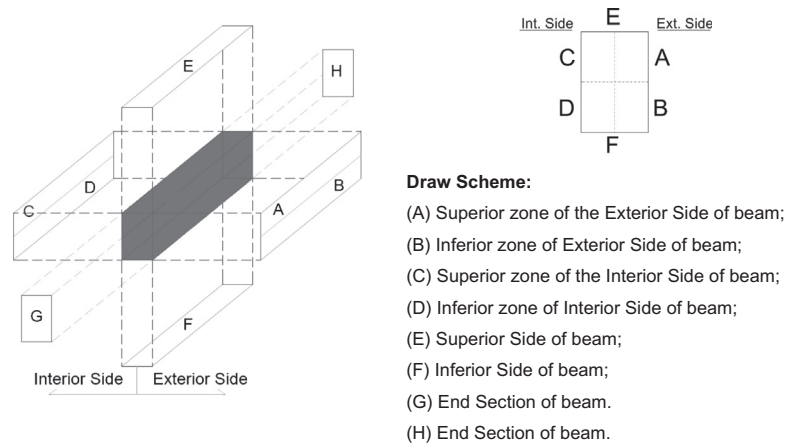 E
H
D
B
C
A
G
F
Interior Side Exterior Side
E
Int. Side Ext. Side
C A
D B
F
Draw Scheme:
(A) Superior zone of the Exterior Side of beam;
(B) Inferior zone of Exterior Side of beam;
(C) Superior zone of the Interior Side of beam;
(D) Inferior zone of Interior Side of beam;
(E) Superior Side of beam;
(F) Inferior Side of beam;
(G) End Section of beam.
(H) End Section of beam.